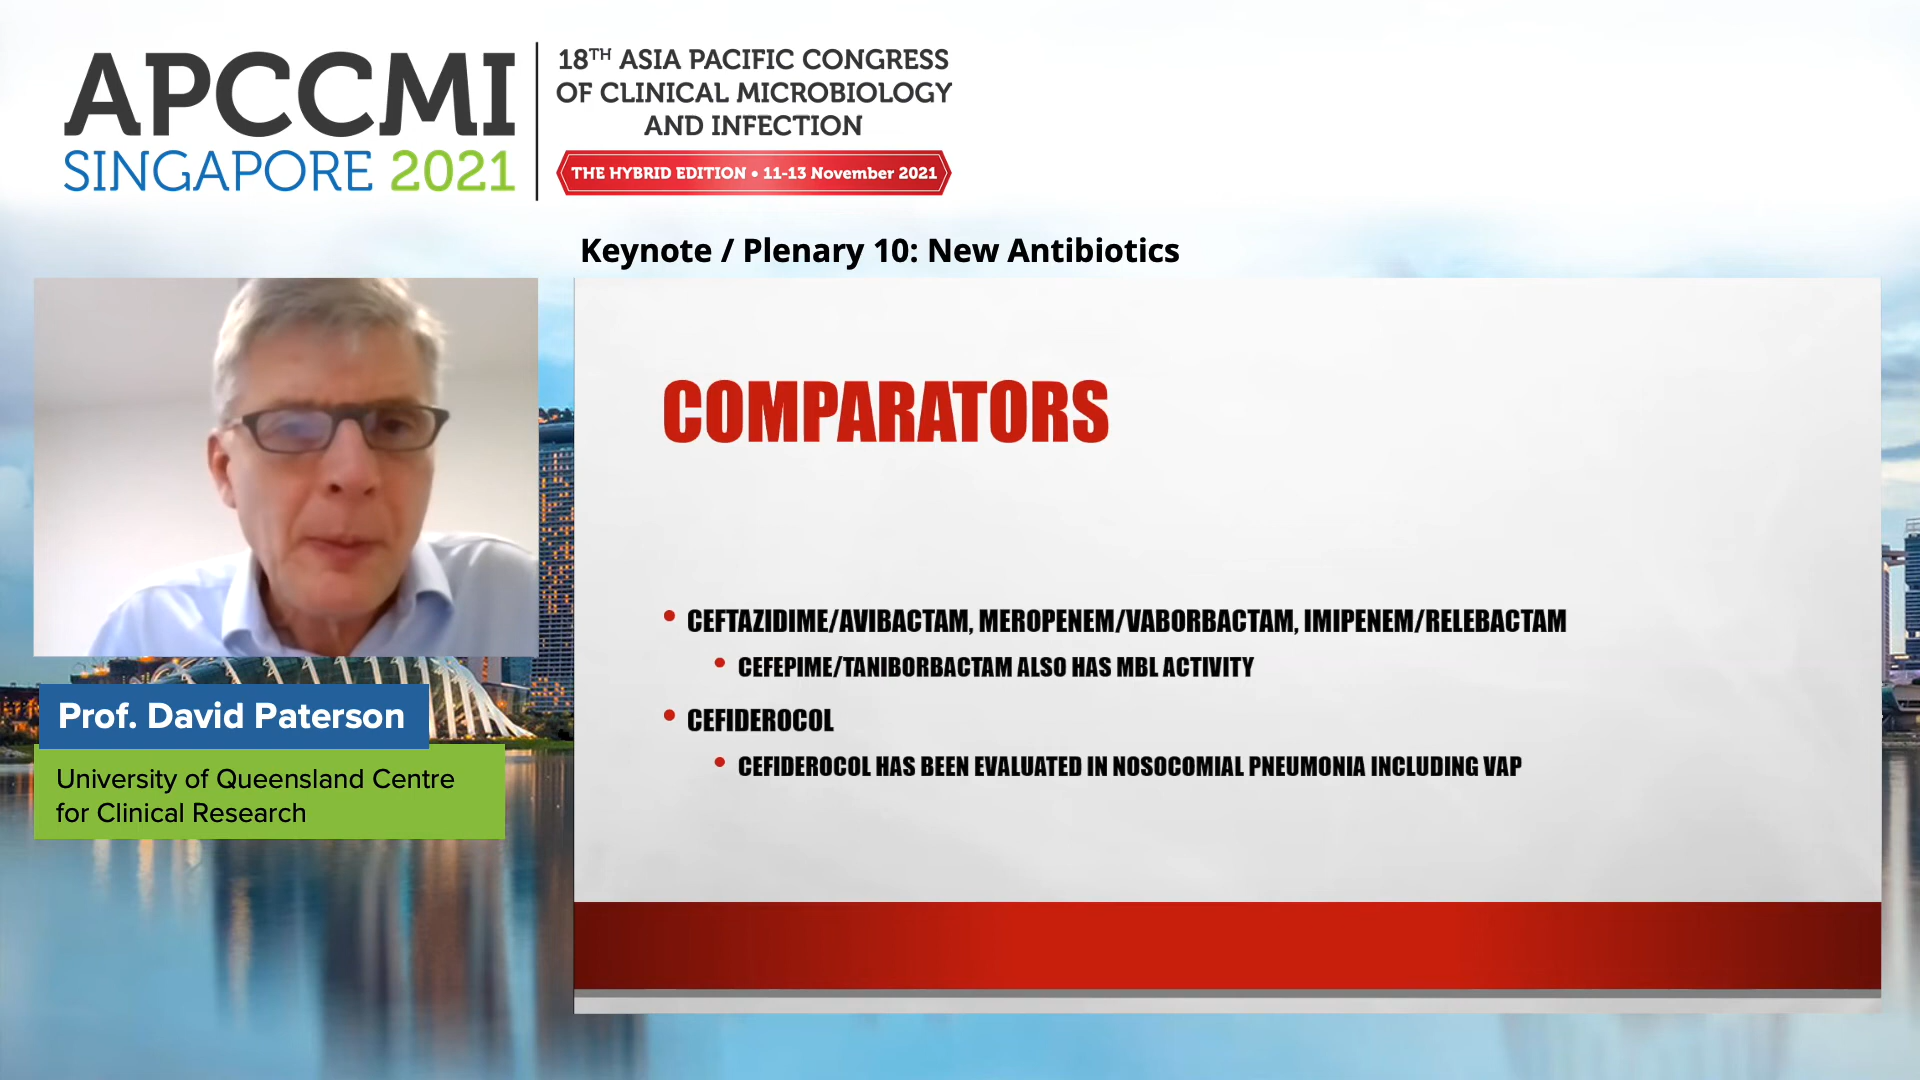 APCCMI
SINGAPORE 2021
18TH ASIA PACIFIC CONGRESS
OF CLINICAL MICROBIOLOGY
AND INFECTION
THE HYBRID EDITION • 11-13 November 2021
Keynote / Plenary 10: New Antibiotics
Prof. David Paterson
University of Queensland Centre
for Clinical Research
COMPARATORS
• CEFTAZIDIME/AVIBACTAM, MEROPENEM/VABORBACTAM, IMIPENEM/RELEBACTAM
• CEFEPIME/TANIBORBACTAM ALSO HAS MBL ACTIVITY
• CEFIDEROCOL
• CEFIDEROCOL HAS BEEN EVALUATED IN NOSOCOMIAL PNEUMONIA INCLUDING VAP